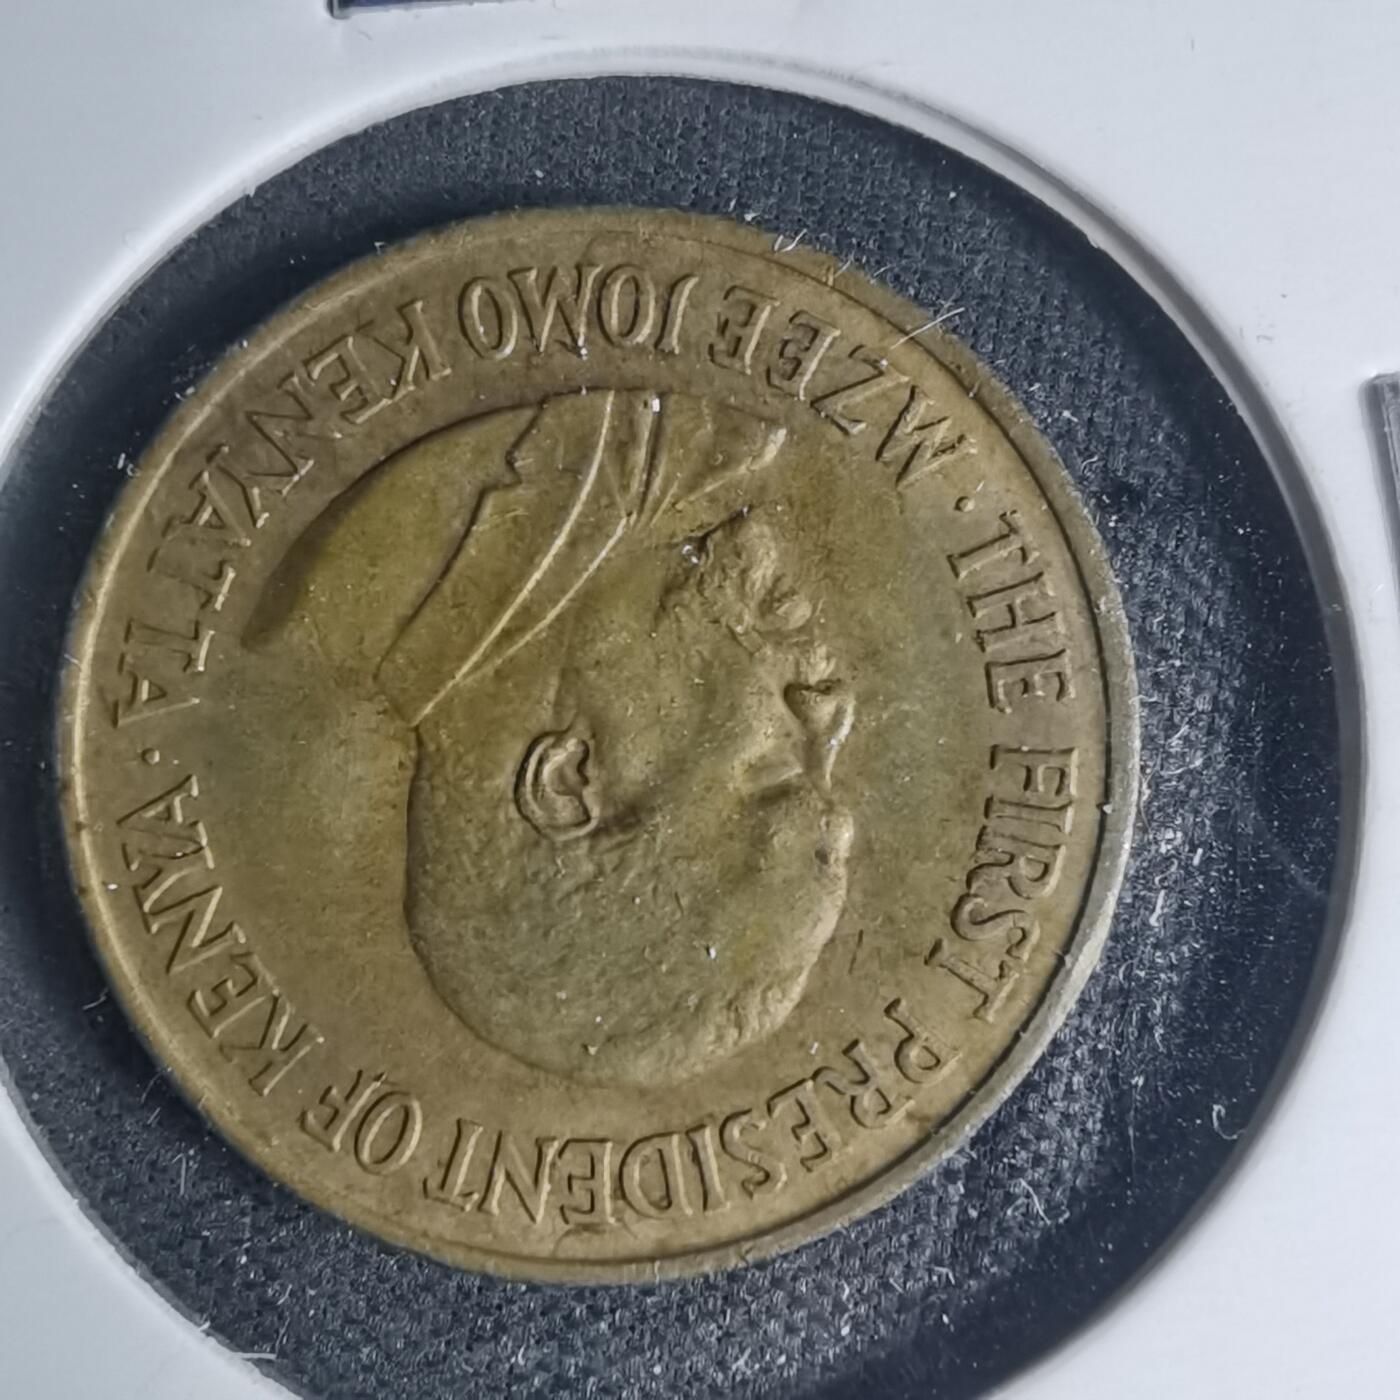 THE FIRST PRESIDENT OF KENYA ·
MZEE JOMO KENYATTA ·